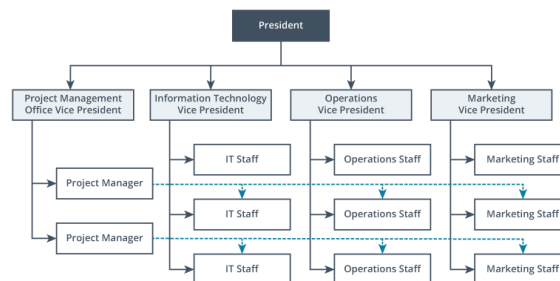 President
Project Management
Office Vice President
Information Technology
Vice President
Operations
Vice President
Marketing
Vice President
IT Staff
Operations Staff
Marketing Staff
Project Manager
IT Staff
Operations Staff
Marketing Staff
Project Manager
IT Staff
Operations Staff
Marketing Staff